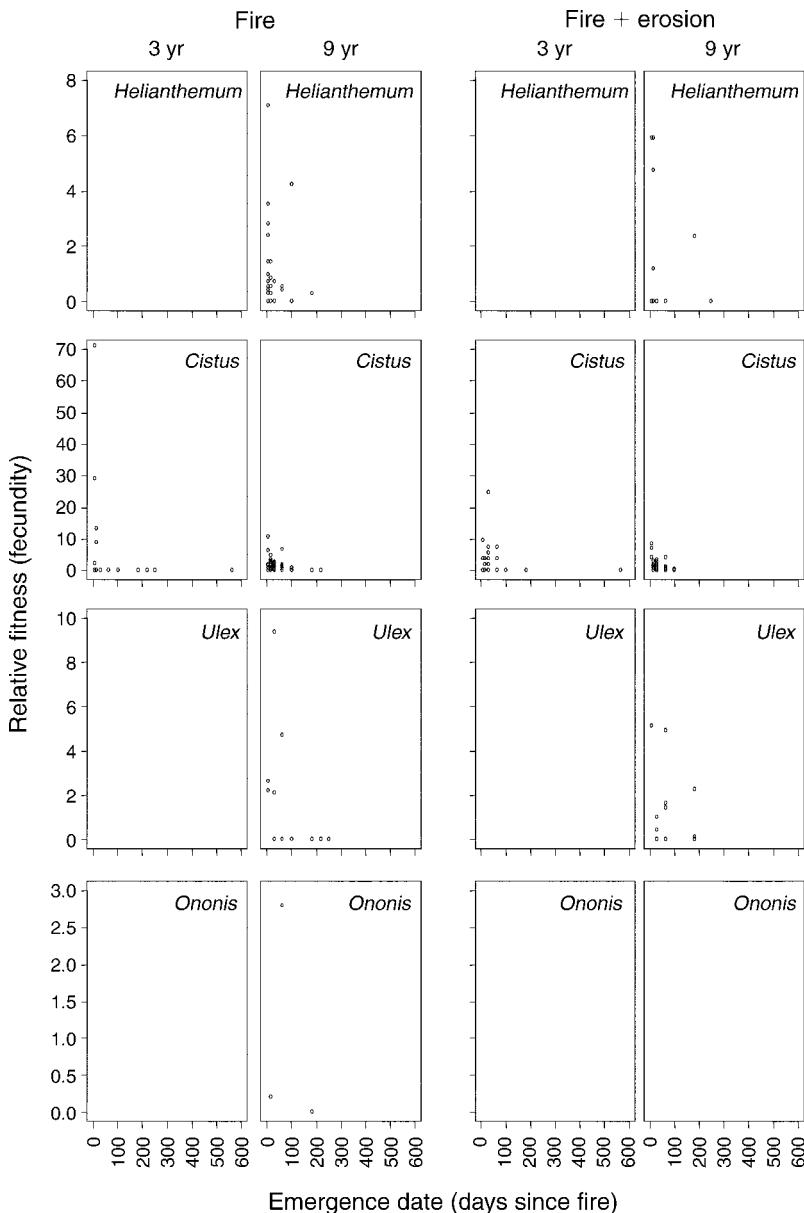 Fire
Fire + erosion
3 yr
9 yr
3 yr
9 yr
Relative fitness (fecundity)
8
6
4
2
0
Helianthemum
Helianthemum
Helianthemum
Helianthemum
70
60
50
40
30
20
10
0
Cistus
Cistus
Cistus
Cistus
10
8
6
4
2
0
Ulex
Ulex
Ulex
Ulex
3.0
2.5
2.0
1.5
1.0
0.5
0.0
Ononis
Ononis
Ononis
Ononis
0 100 200 300 400 500 600
0 100 200 300 400 500 600
0 100 200 300 400 500 600
0 100 200 300 400 500 600
Emergence date (days since fire)